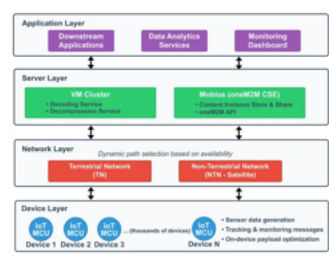 Application Layer
Downstream Applications
Data Analytics Services
Monitoring Dashboard
Server Layer
VM Cluster
• Decoding Service
• Decompression Service
Mobius (oneM2M CSE)
• Content Instance Store & Share
• oneM2M API
Network Layer
Dynamic path selection based on availability
Terrestrial Network
(TN)
Non-Terrestrial Network
(NTN - Satellite)
Device Layer
IoT MCU
Device 1
IoT MCU
Device 2
IoT MCU
Device 3
... (thousands of devices)
IoT MCU
Device N
• Sensor data generation
• Tracking & monitoring messages
• On-device payload optimization